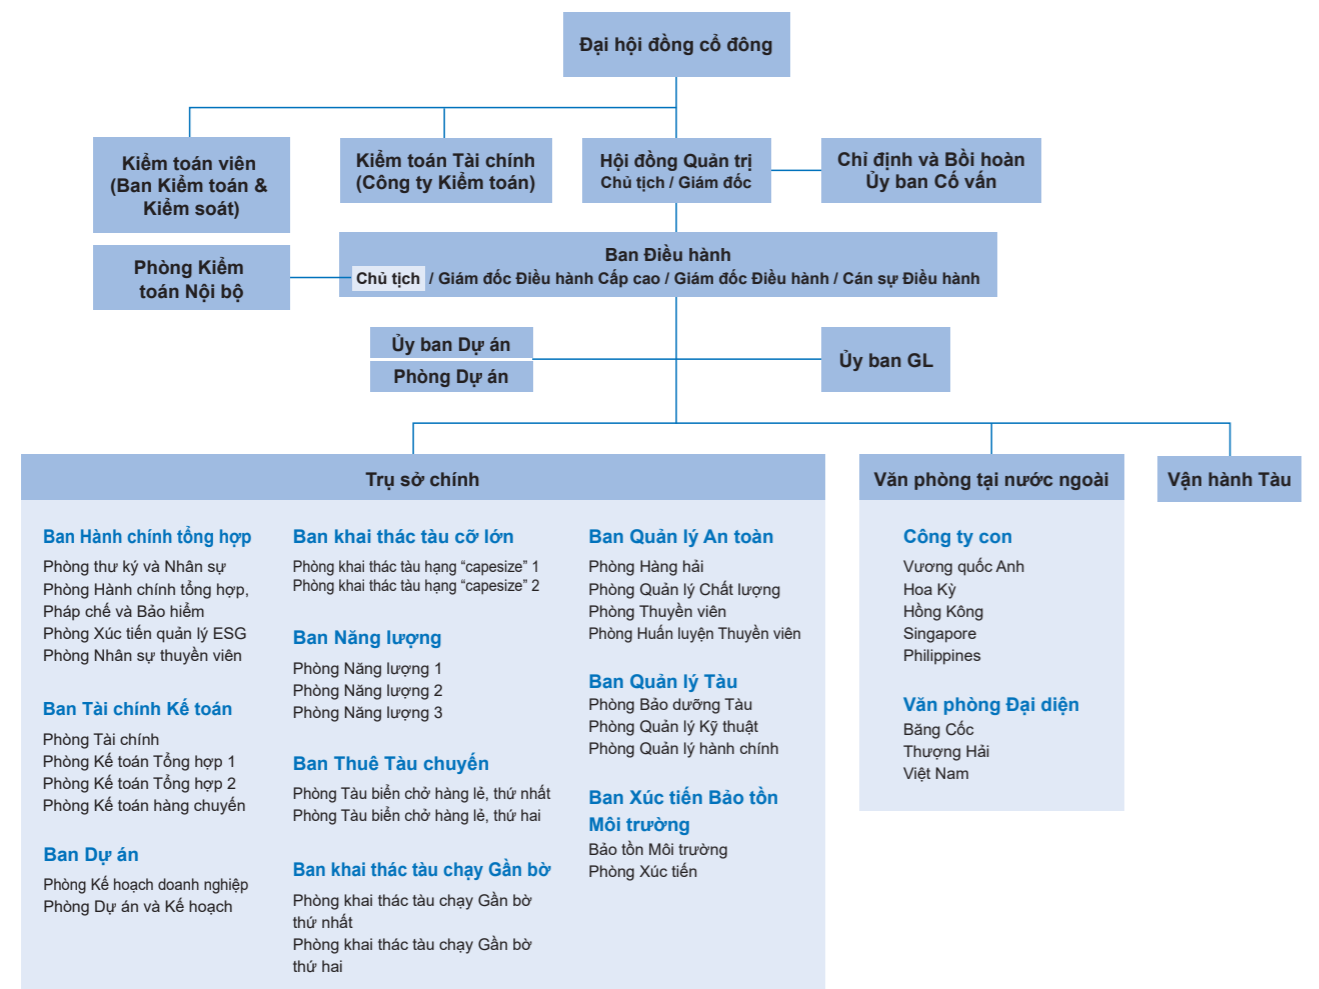 Đại hội đồng cổ đông
Kiểm toán viên
(Ban Kiểm toán &
Kiểm soát)
Kiểm toán Tài chính
(Công ty Kiểm toán)
Hội đồng Quản trị
Chủ tịch / Giám đốc
Chỉ định và Bồi hoàn
Ủy ban Cố vấn
Phòng Kiểm
toán Nội bộ
Ban Điều hành
Chủ tịch / Giám đốc Điều hành Cấp cao / Giám đốc Điều hành / Cán sự Điều hành
Ủy ban Dự án
Phòng Dự án
Ủy ban GL
Trụ sở chính
Ban Hành chính tổng hợp
Phòng thư ký và Nhân sự
Phòng Hành chính tổng hợp,
Pháp chế và Bảo hiểm
Phòng Xúc tiến quản lý ESG
Phòng Nhân sự thuyền viên
Ban Tài chính Kế toán
Phòng Tài chính
Phòng Kế toán Tổng hợp 1
Phòng Kế toán Tổng hợp 2
Phòng Kế toán hàng chuyến
Ban Dự án
Phòng Kế hoạch doanh nghiệp
Phòng Dự án và Kế hoạch
Ban khai thác tàu cỡ lớn
Phòng khai thác tàu hạng “capesize” 1
Phòng khai thác tàu hạng “capesize” 2
Ban Năng lượng
Phòng Năng lượng 1
Phòng Năng lượng 2
Phòng Năng lượng 3
Ban Thuê Tàu chuyến
Phòng Tàu biển chở hàng lẻ, thứ nhất
Phòng Tàu biển chở hàng lẻ, thứ hai
Ban khai thác tàu chạy Gần bờ
Phòng khai thác tàu chạy Gần bờ
thứ nhất
Phòng khai thác tàu chạy Gần bờ
thứ hai
Ban Quản lý An toàn
Phòng Hàng hải
Phòng Quản lý Chất lượng
Phòng Thuyền viên
Phòng Huấn luyện Thuyền viên
Ban Quản lý Tàu
Phòng Bảo dưỡng Tàu
Phòng Quản lý Kỹ thuật
Phòng Quản lý hành chính
Ban Xúc tiến Bảo tồn
Môi trường
Bảo tồn Môi trường
Phòng Xúc tiến
Văn phòng tại nước ngoài
Công ty con
Vương quốc Anh
Hoa Kỳ
Hồng Kông
Singapore
Philippines
Văn phòng Đại diện
Băng Cốc
Thượng Hải
Việt Nam
Vận hành Tàu